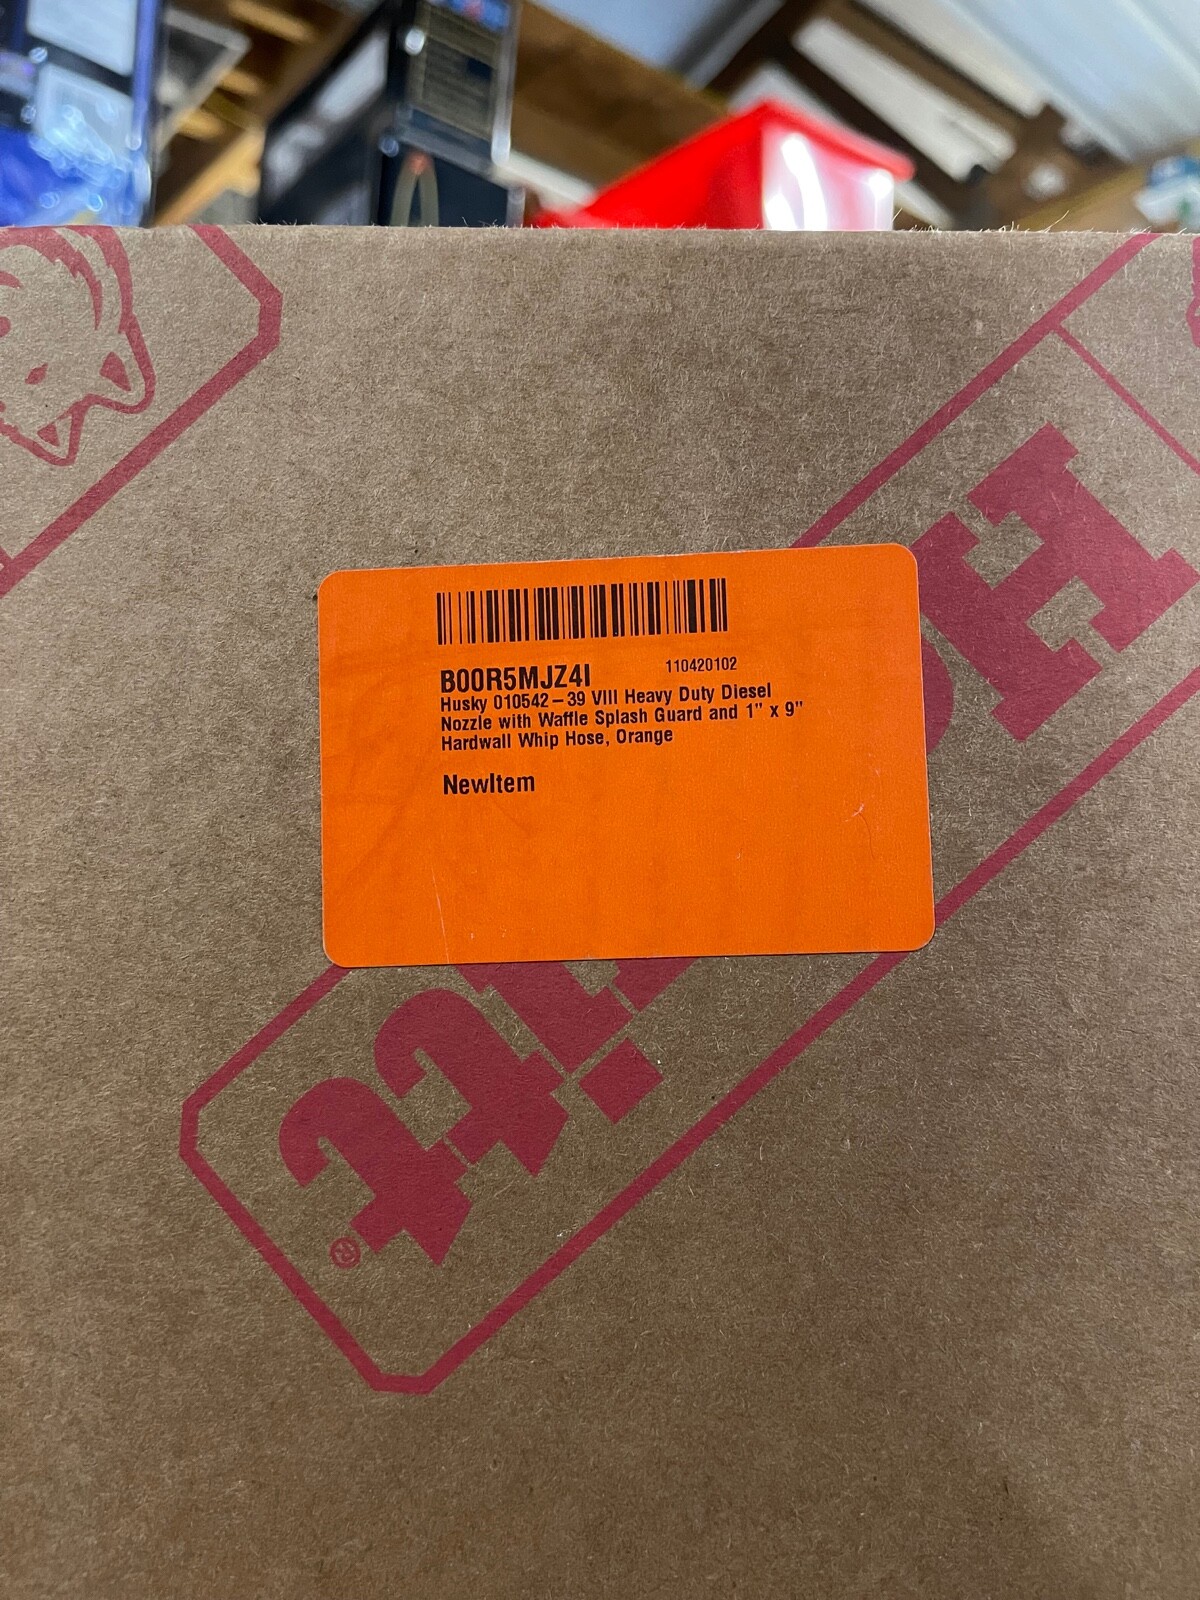 B00R5MJZ4I 110420102
Husky 010542-39 VIII Heavy Duty Diesel
Nozzle with Waffle Splash Guard and 1" x 9"
Hardwall Whip Hose, Orange
NewItem
®